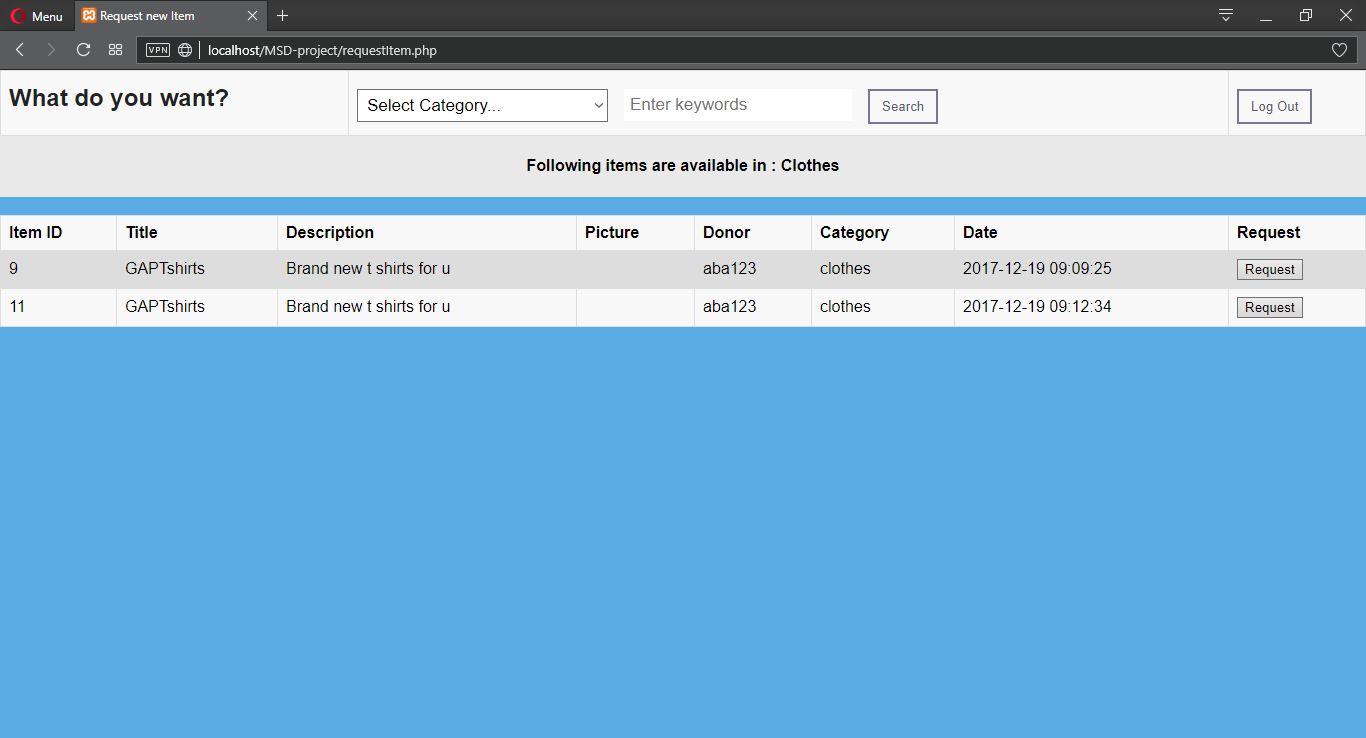 Menu Request new Item
VPN localhost/MSD-project/requestItem.php
What do you want? Select Category... Enter keywords Search Log Out
Following items are available in : Clothes
Item ID Title Description Picture Donor Category Date Request
9 GAPTshirts Brand new t shirts for u aba123 clothes 2017-12-19 09:09:25 Request
11 GAPTshirts Brand new t shirts for u aba123 clothes 2017-12-19 09:12:34 Request